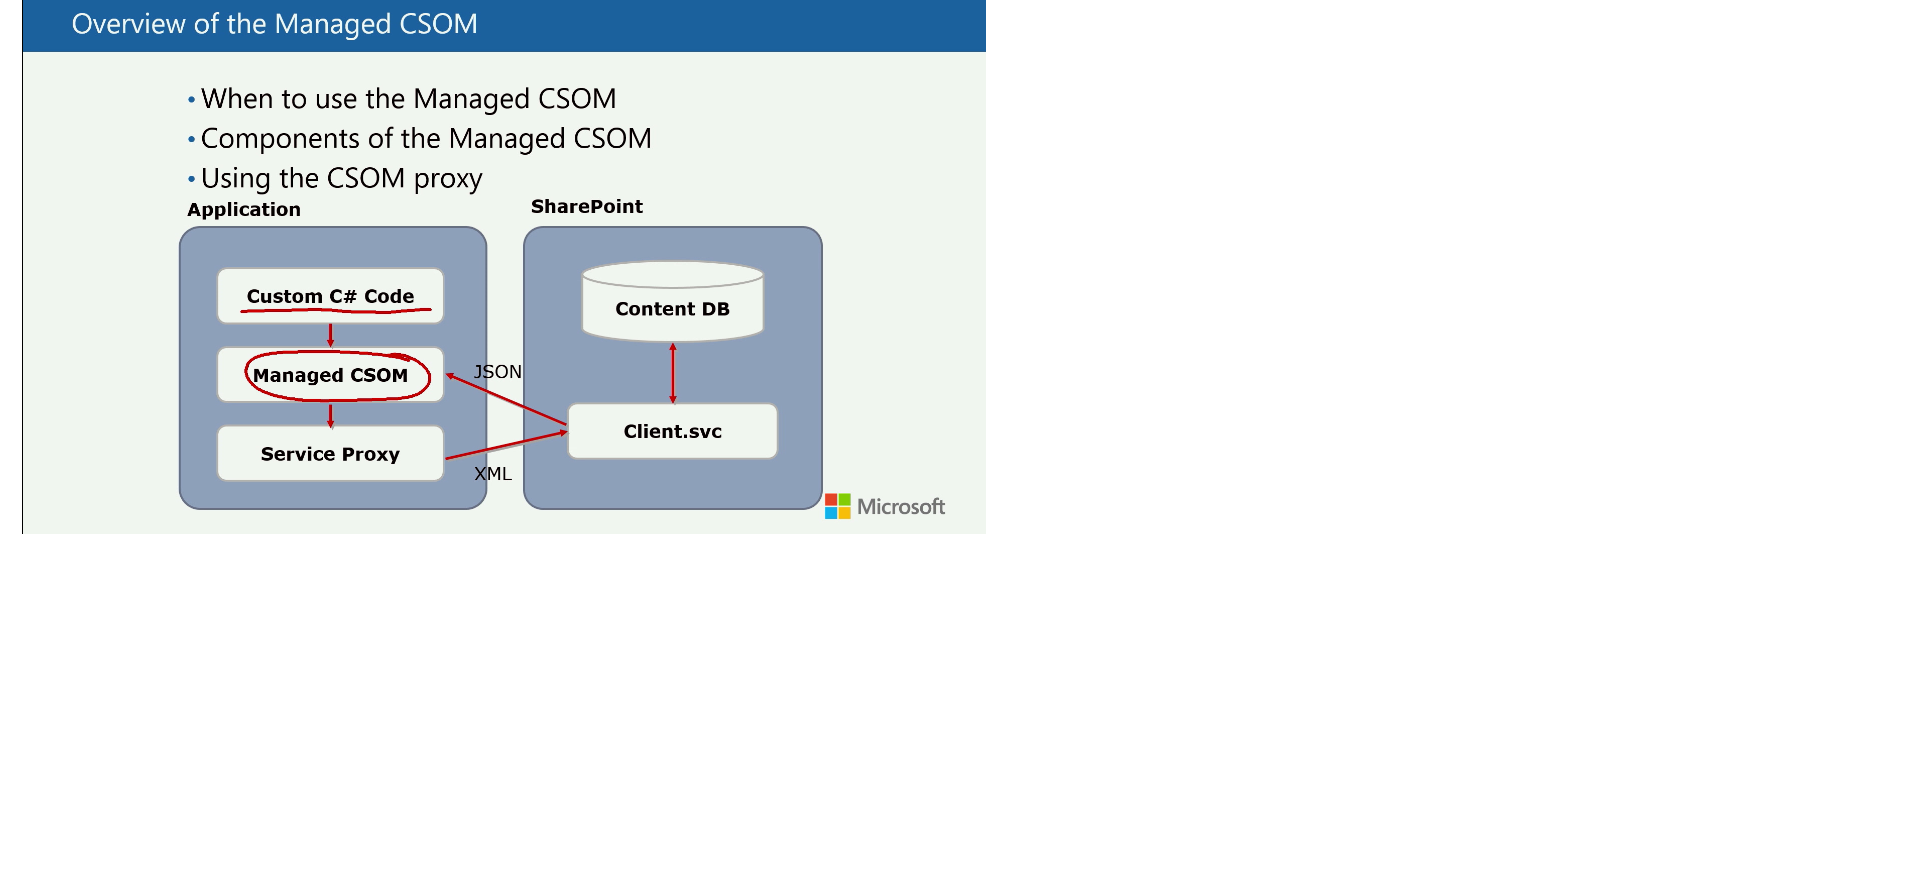 Overview of the Managed CSOM
• When to use the Managed CSOM
• Components of the Managed CSOM
• Using the CSOM proxy
Application
SharePoint
Custom C# Code
Content DB
Managed CSOM
JSON
Client.svc
Service Proxy
XML
Microsoft